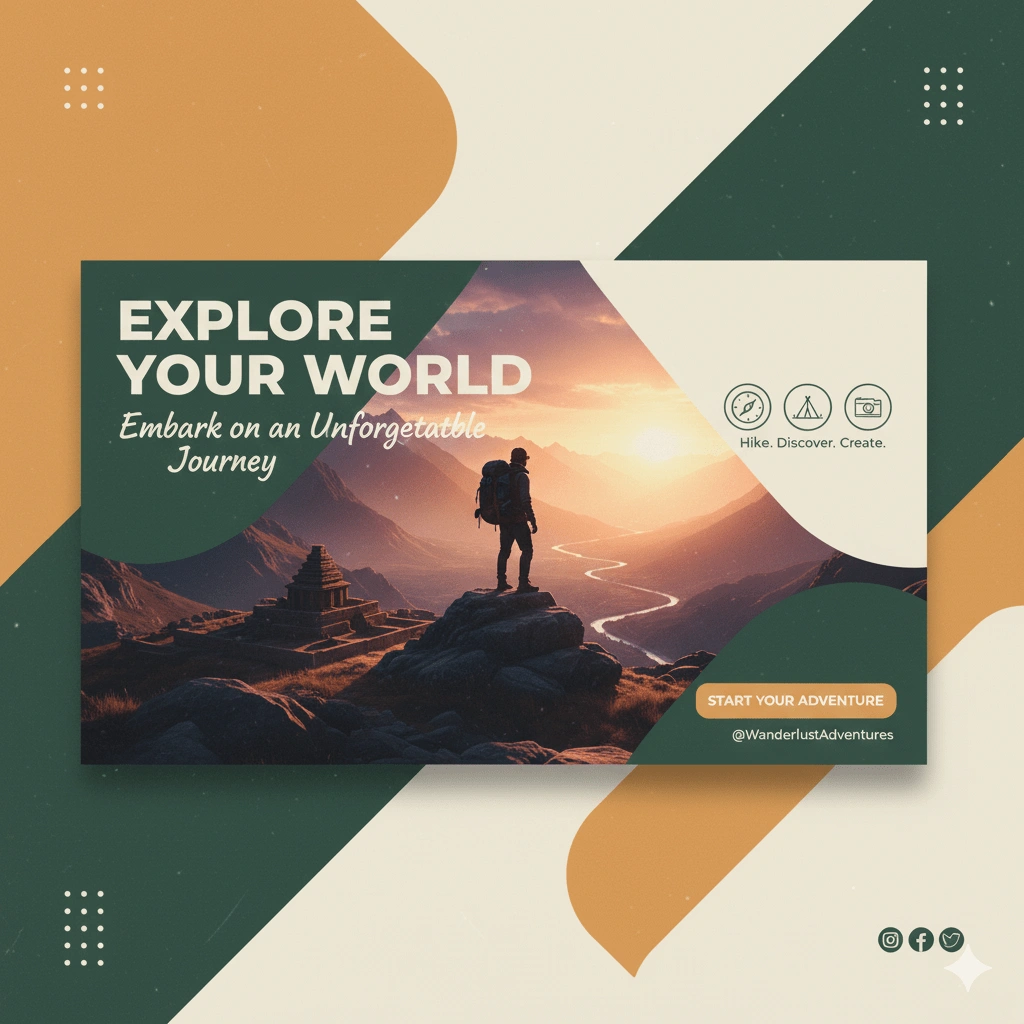 EXPLORE
YOUR WORLD
Embark on an Unforgetatble
Journey
Hike. Discover. Create.
START YOUR ADVENTURE
@WanderlustAdventures